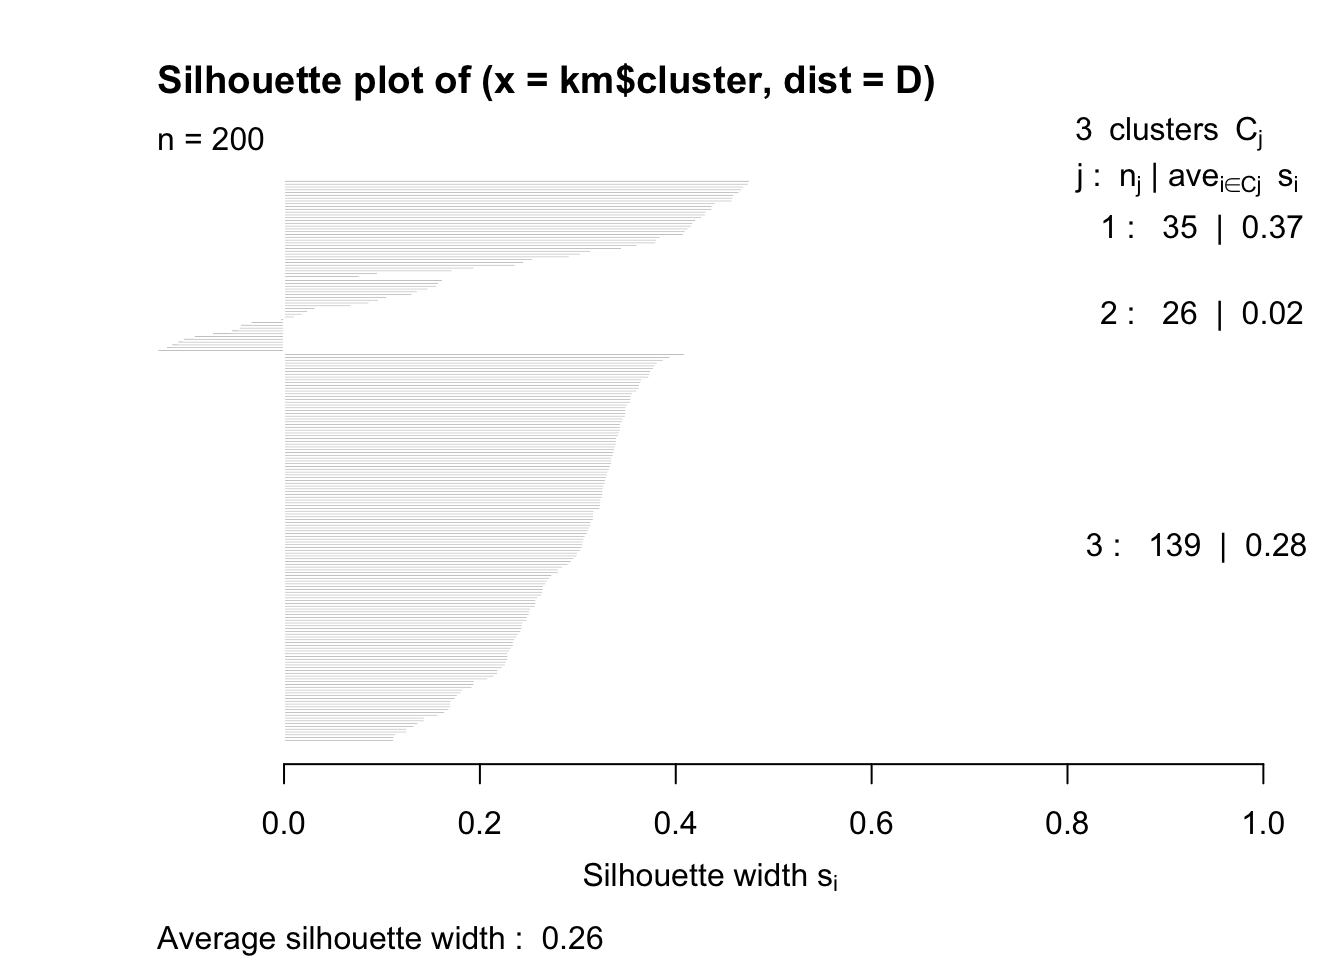 Silhouette plot of (x = km$cluster, dist = D)
n = 200
3 clusters Cj
j : nj | avei∈Cj si
1 : 35 | 0.37
2 : 26 | 0.02
3 : 139 | 0.28
0.0 0.2 0.4 0.6 0.8 1.0
Silhouette width si
Average silhouette width : 0.26